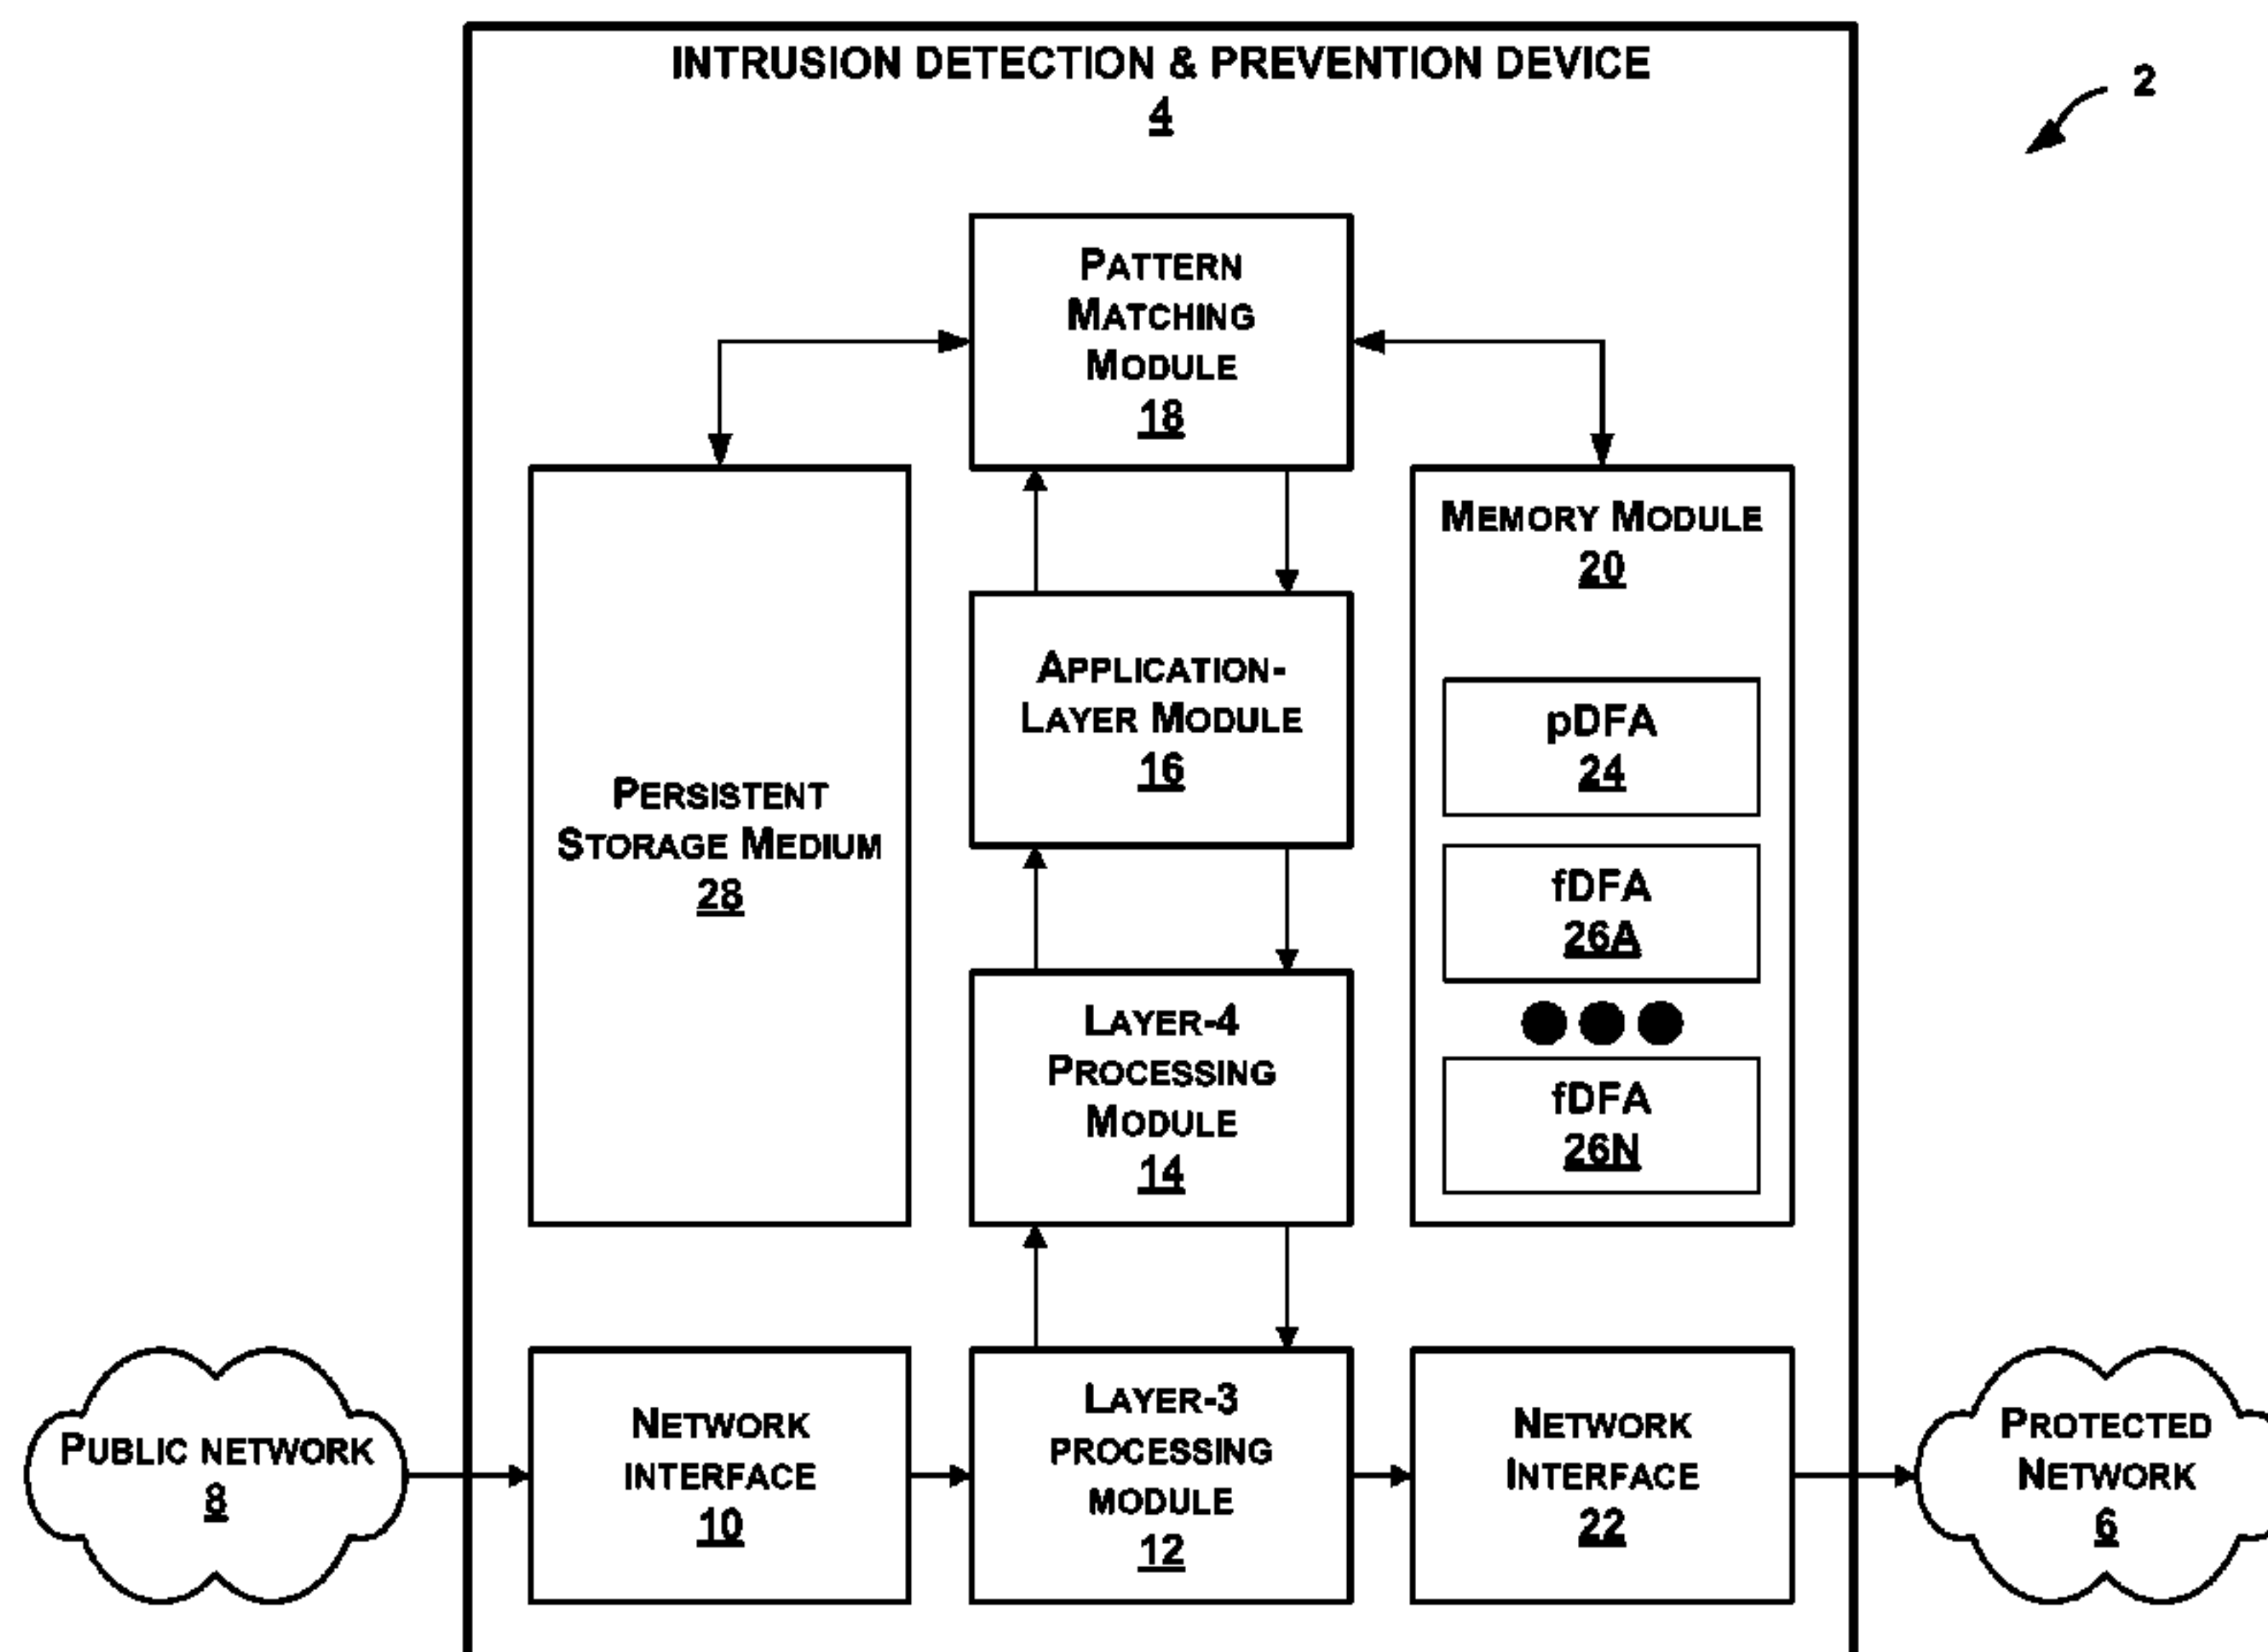 INTRUSION DETECTION & PREVENTION DEVICE
4
2
PATTERN
MATCHING
MODULE
18
PERSISTENT
STORAGE MEDIUM
28
APPLICATION-
LAYER MODULE
16
LAYER-4
PROCESSING
MODULE
14
MEMORY MODULE
20
pDFA
24
fDFA
26A
fDFA
26N
PUBLIC NETWORK
8
NETWORK
INTERFACE
10
LAYER-3
PROCESSING
MODULE
12
NETWORK
INTERFACE
22
PROTECTED
NETWORK
6